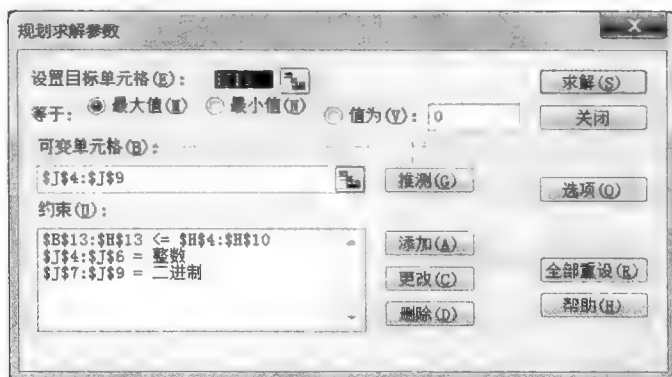 规划求解参数
设置目标单元格(E): 求解(S)
等于: 最大值(M) 最小值(N) 值为(V): 0 关闭
可变单元格(B):
$J$4:$J$9 推测(G) 选项(O)
约束(U):
$B$13:$H$13 <= $H$4:$H$10
$J$4:$J$6 = 整数
$J$7:$J$9 = 二进制
添加(A)
更改(C) 全部重设(R)
删除(D) 帮助(H)